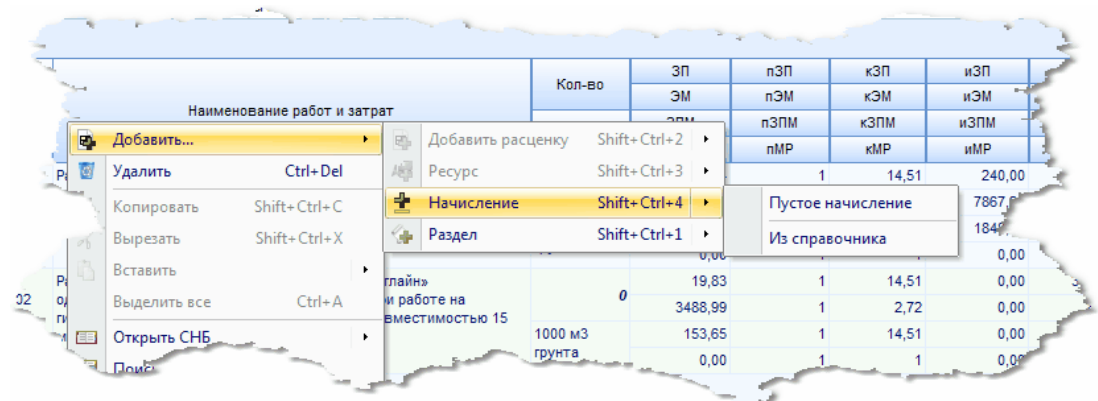 Наименование работ и затрат Кол-во ЗП пЗП кЗП иЗП
ЭМ пЭМ кЭМ иЭМ
пЗПМ кЗПМ иЗПМ
пМР кМР иМР
Добавить...
Удалить Ctrl+Del
Копировать Shift+Ctrl+C
Вырезать Shift+Ctrl+X
Вставить
Выделить все Ctrl+A
Открыть СНБ
Добавить расценку Shift+Ctrl+2
Ресурс Shift+Ctrl+3
Начисление Shift+Ctrl+4
Раздел Shift+Ctrl+1
Пустое начисление
Из справочника
1 14,51 240,00
0,00 0,00
19,83 1 14,51 0,00
и работе на 0 3488,99 1 2,72 0,00
вместимостью 15
1000 м3 153,65 1 14,51 0,00
грунта 0,00 1 1 0,00